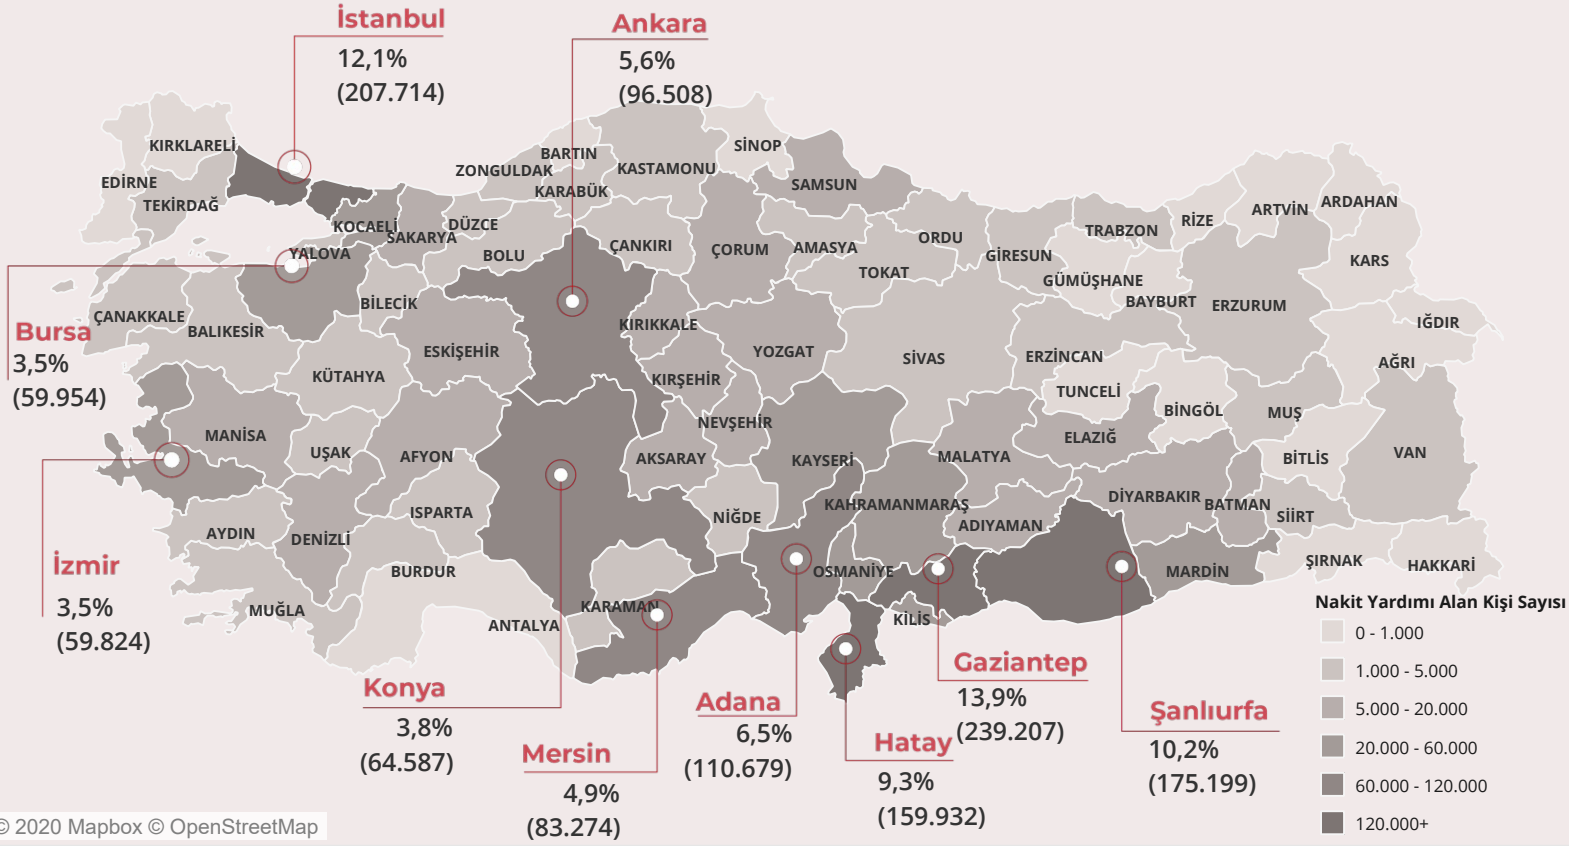 İstanbul
12,1%
(207.714)
Ankara
5,6%
(96.508)
KIRKLARELİ
EDİRNE
TEKİRDAĞ
KOCAELİ
SAKARYA
YALOVA
DÜZCE
BOLU
ZONGULDAK
BARTIN
KARABÜK
KASTAMONU
SİNOP
SAMSUN
ÇANKIRI
ÇORUM
AMASYA
TOKAT
ORDU
GİRESUN
TRABZON
RİZE
ARTVİN
ARDAHAN
KARS
GÜMÜŞHANE
BAYBURT
ERZURUM
IĞDIR
AĞRI
ÇANAKKALE
BALIKESİR
BİLECİK
ESKİŞEHİR
KÜTAHYA
KIRIKKALE
KIRŞEHİR
YOZGAT
SİVAS
ERZİNCAN
TUNCELİ
BİNGÖL
MUŞ
BİTLİS
VAN
Bursa
3,5%
(59.954)
MANİSA
UŞAK
AFYON
ISPARTA
AYDIN
DENİZLİ
BURDUR
MUĞLA
ANTALYA
NEVŞEHİR
AKSARAY
NİĞDE
KAYSERİ
KARAMAN
MALATYA
ELAZIĞ
KAHRAMANMARAŞ
ADIYAMAN
DİYARBAKIR
BATMAN
SİİRT
OSMANİYE
KİLİS
MARDİN
ŞIRNAK
HAKKARİ
İzmir
3,5%
(59.824)
Konya
3,8%
(64.587)
Mersin
4,9%
(83.274)
Adana
6,5%
(110.679)
Hatay
9,3%
(159.932)
Gaziantep
13,9%
(239.207)
Şanlıurfa
10,2%
(175.199)
Nakit Yardımı Alan Kişi Sayısı
0 - 1.000
1.000 - 5.000
5.000 - 20.000
20.000 - 60.000
60.000 - 120.000
120.000+
© 2020 Mapbox © OpenStreetMap